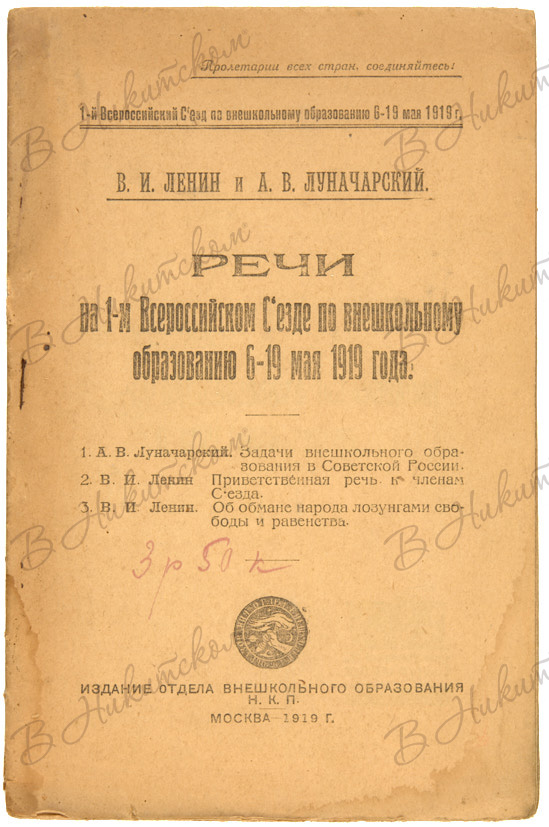 Пролетарии всех стран, соединяйтесь!
1-й Всероссийский С'езд по внешкольному образованию 6-19 мая 1919 г.
В. И. ЛЕНИН и А. В. ЛУНАЧАРСКИЙ.
РЕЧИ
на 1-м Всероссийском С'езде по внешкольному
образованию 6-19 мая 1919 года.
1. А. В. Луначарский. Задачи внешкольного обра-
зования в Советской России.
2. В. И. Ленин Приветственная речь к членам
С'езда.
3. В. И. Ленин. Об обмане народа лозунгами сво-
боды и равенства.
3 р 50 к
ИЗДАНИЕ ОТДЕЛА ВНЕШКОЛЬНОГО ОБРАЗОВАНИЯ
Н. К. П.
МОСКВА-1919 Г.
В Никитском